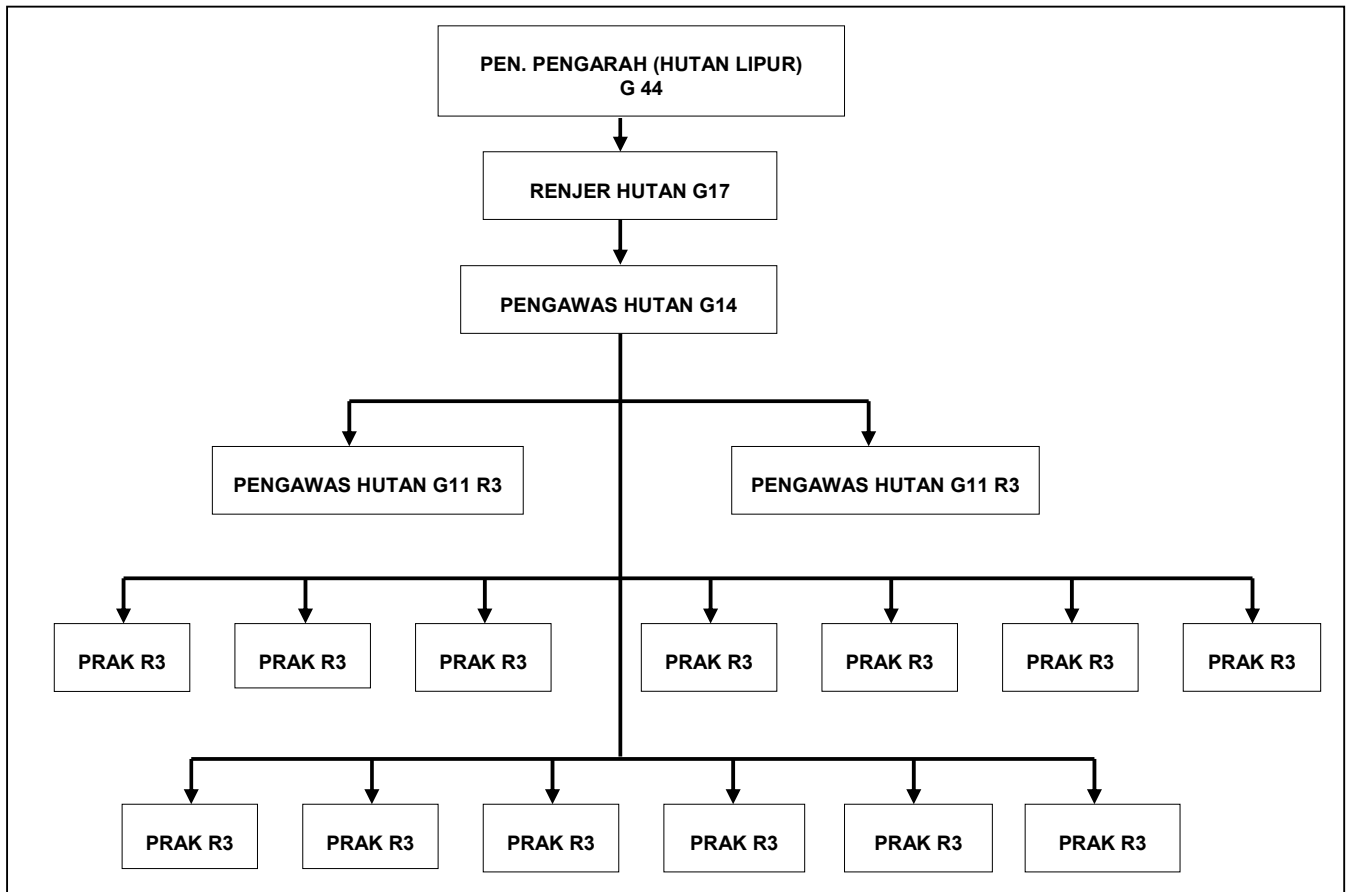 PEN. PENGARAH (HUTAN LIPUR)
G 44
RENJER HUTAN G17
PENGAWAS HUTAN G14
PENGAWAS HUTAN G11 R3
PENGAWAS HUTAN G11 R3
PRAK R3
PRAK R3
PRAK R3
PRAK R3
PRAK R3
PRAK R3
PRAK R3
PRAK R3
PRAK R3
PRAK R3
PRAK R3
PRAK R3
PRAK R3